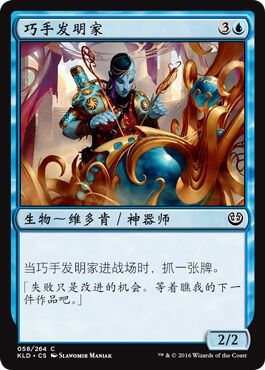 巧手发明家 3
生物~维多肯 / 神器师
当巧手发明家进战场时,抓一张牌。
「失败只是改进的机会。等着瞧我的下一
件作品吧。」
2/2
058/264 C
KLD • CS SLAWOMIR MANIAK
™ & © 2016 Wizards of the Coast